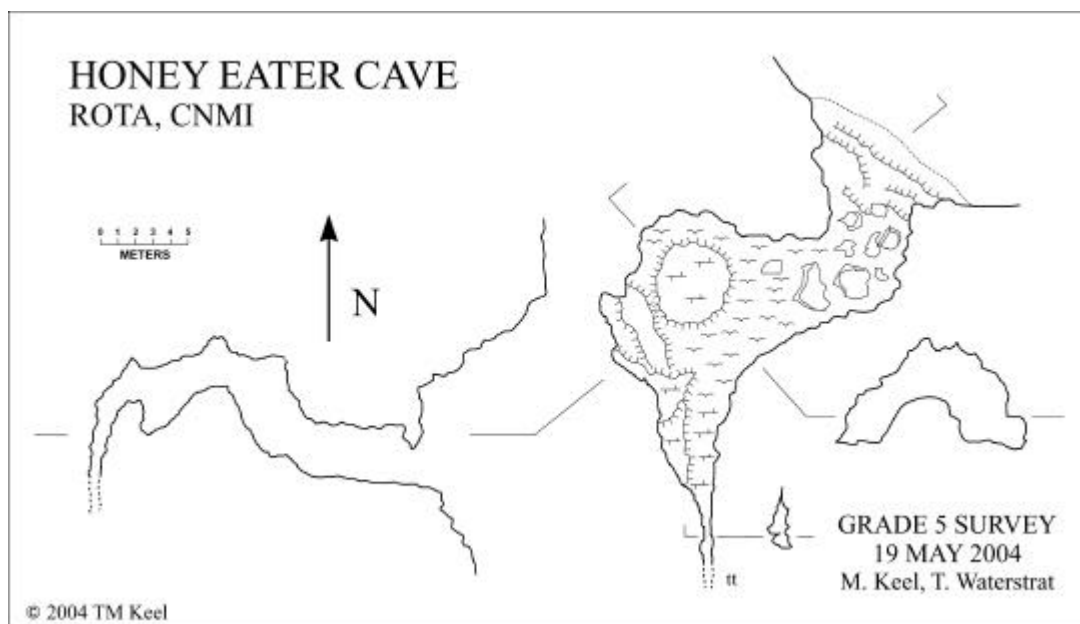 HONEY EATER CAVE
ROTA, CNMI
0 1 2 3 4 5
METERS
N
tt
GRADE 5 SURVEY
19 MAY 2004
M. Keel, T. Waterstrat
© 2004 TM Keel